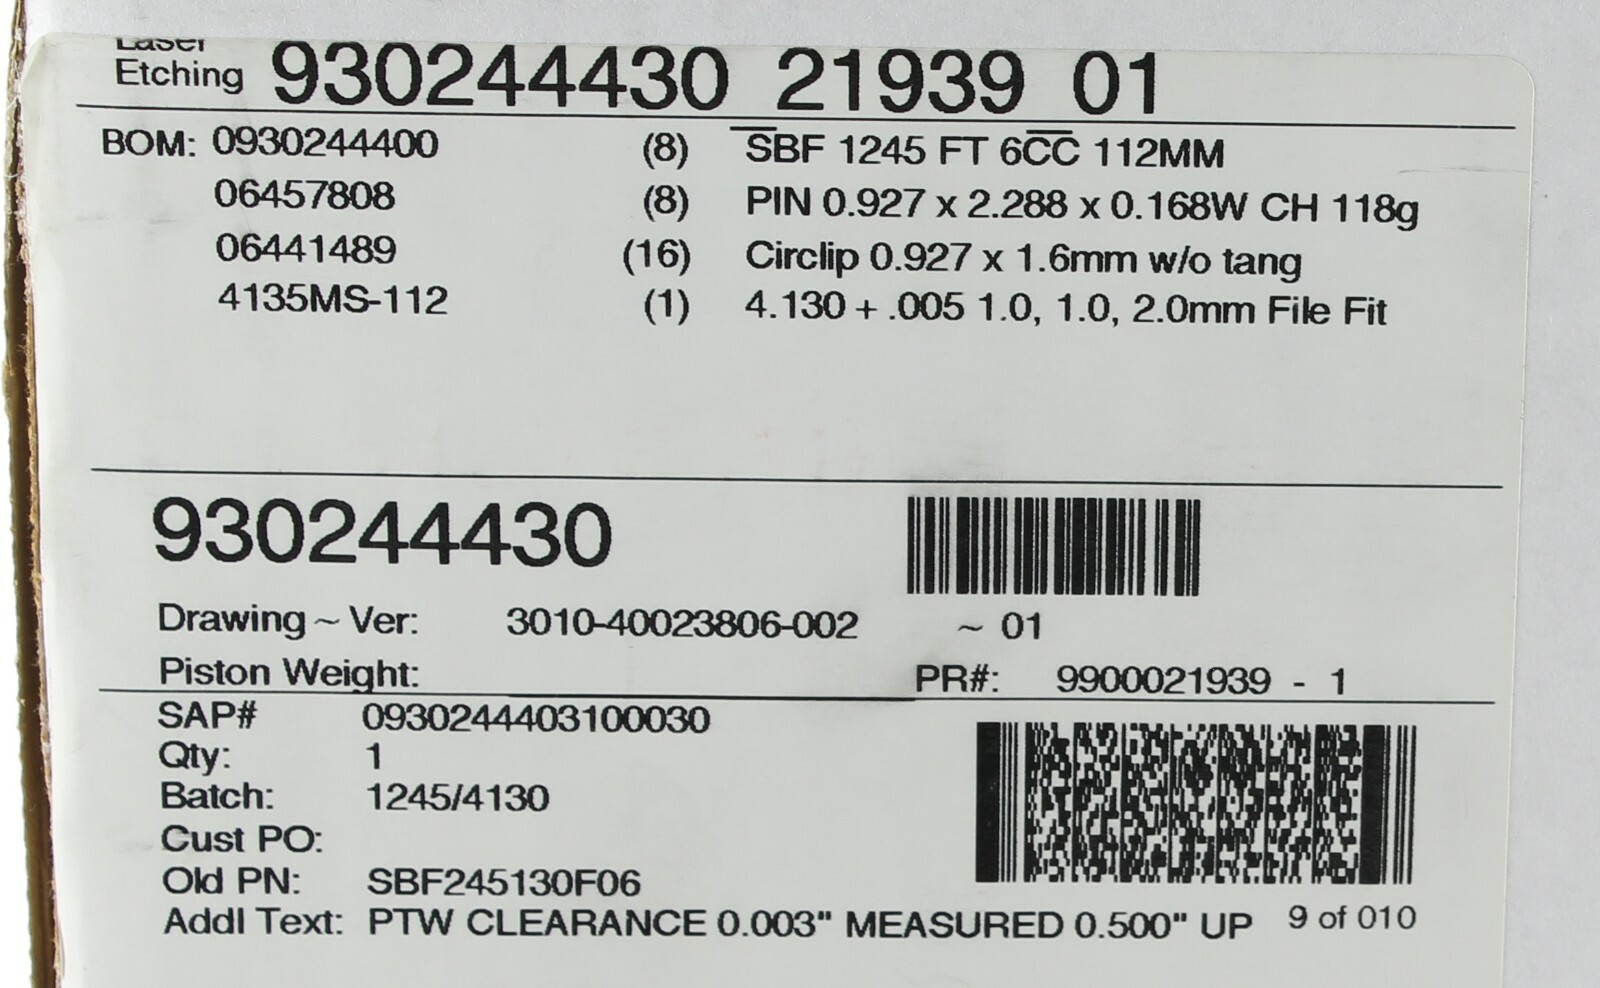 Laser
Etching 930244430 21939 01
BOM: 0930244400 (8) SBF 1245 FT 6CC 112MM
06457808 (8) PIN 0.927 x 2.288 x 0.168W CH 118g
06441489 (16) Circlip 0.927 x 1.6mm w/o tang
4135MS-112 (1) 4.130 + .005 1.0, 1.0, 2.0mm File Fit
930244430
Drawing ~ Ver: 3010-40023806-002 ~ 01
Piston Weight: PR#: 9900021939 - 1
SAP# 0930244403100030
Qty: 1
Batch: 1245/4130
Cust PO:
Old PN: SBF245130F06
Addl Text: PTW CLEARANCE 0.003" MEASURED 0.500" UP 9 of 010